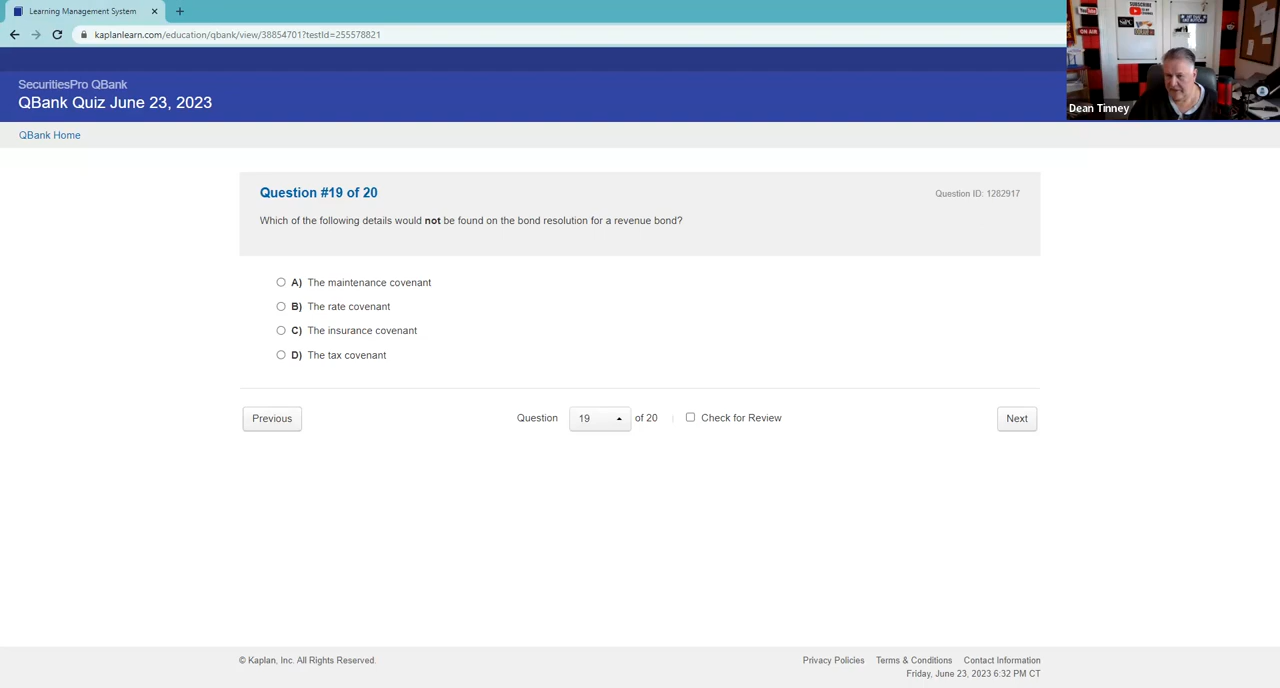 Learning Management System
kaplanlearn.com/education/qbank/view/38854701?testId=255578821
SUBSCRIBE
ON AIR
Dean Tinney
SecuritiesPro QBank
QBank Quiz June 23, 2023
QBank Home
Question #19 of 20
Question ID: 1282917
Which of the following details would not be found on the bond resolution for a revenue bond?
A) The maintenance covenant
B) The rate covenant
C) The insurance covenant
D) The tax covenant
Previous
Question 19 of 20
Check for Review
Next
© Kaplan, Inc. All Rights Reserved.
Privacy Policies Terms & Conditions Contact Information
Friday, June 23, 2023 6:32 PM CT